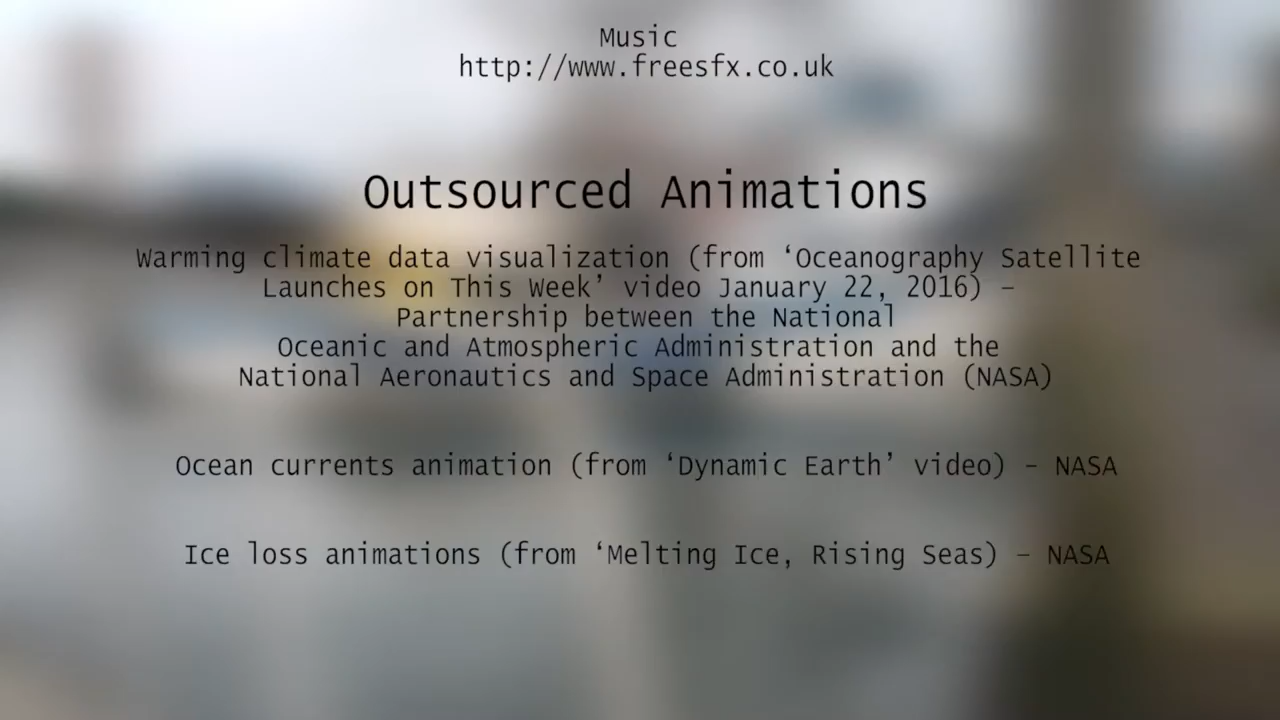 Music
http://www.freesfx.co.uk
Outsourced Animations
Warming climate data visualization (from ‘Oceanography Satellite
Launches on This Week’ video January 22, 2016) –
Partnership between the National
Oceanic and Atmospheric Administration and the
National Aeronautics and Space Administration (NASA)
Ocean currents animation (from ‘Dynamic Earth’ video) – NASA
Ice loss animations (from ‘Melting Ice, Rising Seas) – NASA